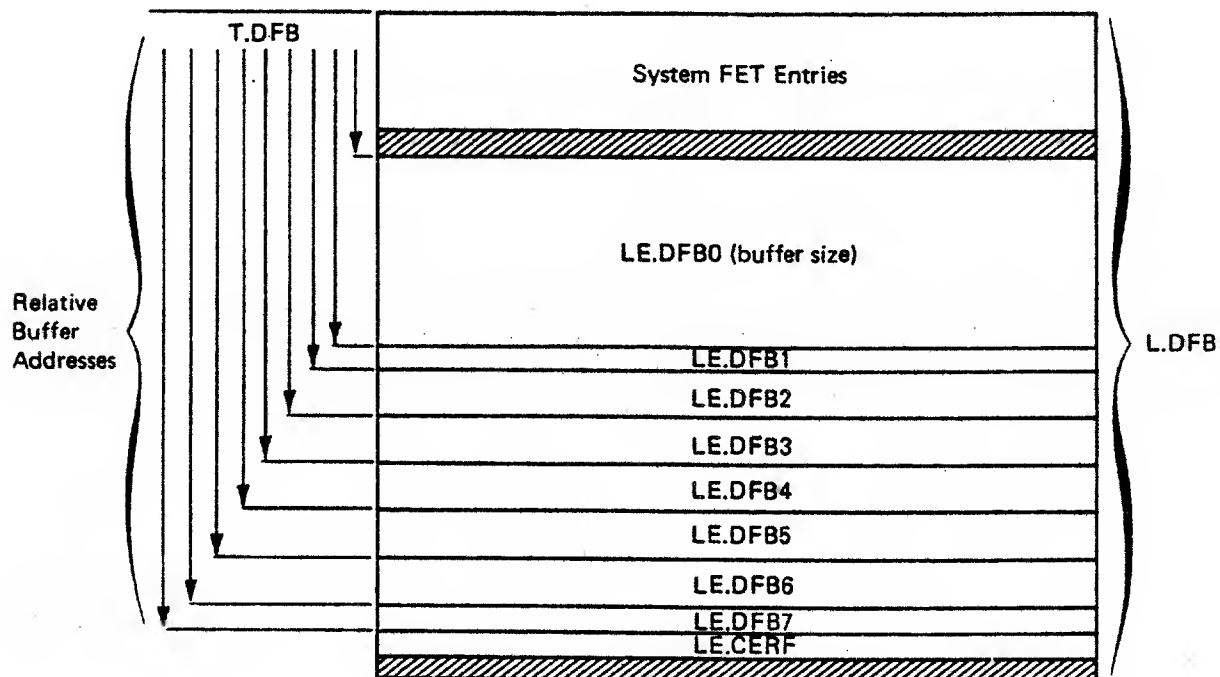 T.DFB
System FET Entries
LE.DFB0 (buffer size)
Relative
Buffer
Addresses
L.DFB
LE.DFB1
LE.DFB2
LE.DFB3
LE.DFB4
LE.DFB5
LE.DFB6
LE.DFB7
LE.CERF